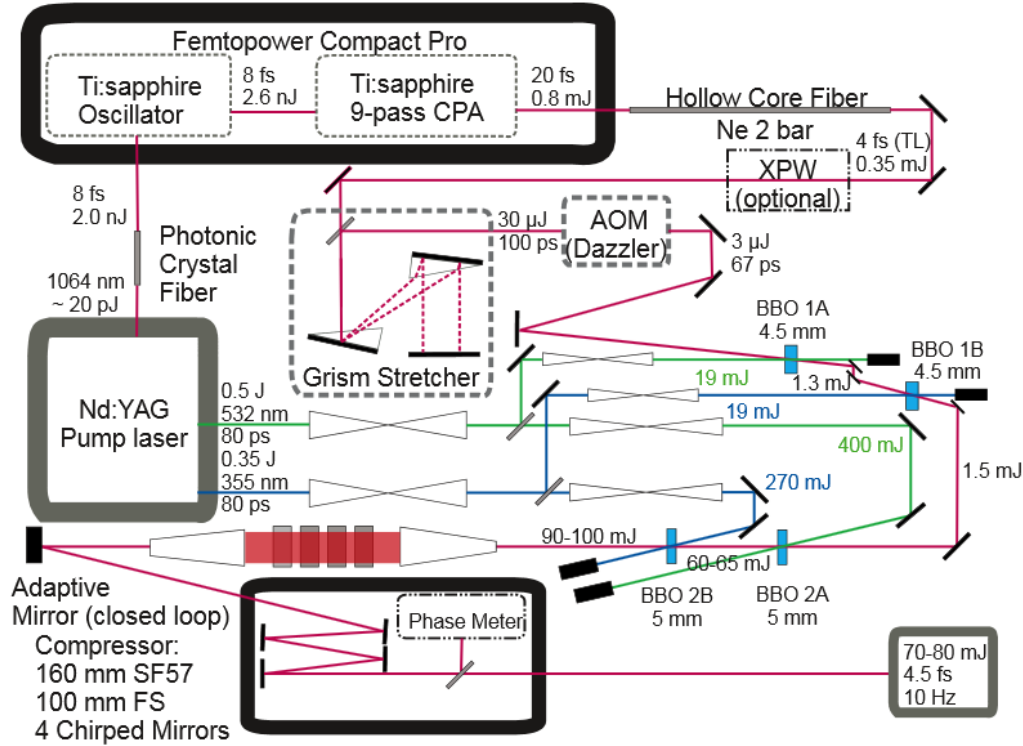 Femtopower Compact Pro
Ti:sapphire
Oscillator
8 fs
2.6 nJ
Ti:sapphire
9-pass CPA
20 fs
0.8 mJ
Hollow Core Fiber
Ne 2 bar
4 fs (TL)
0.35 mJ
XPW
(optional)
8 fs
2.0 nJ
Photonic
Crystal
Fiber
1064 nm
~ 20 pJ
30 µJ
100 ps
AOM
(Dazzler)
3 µJ
67 ps
Grism Stretcher
BBO 1A
4.5 mm
BBO 1B
4.5 mm
19 mJ
1.3 mJ
19 mJ
Nd:YAG
Pump laser
0.5 J
532 nm
80 ps
0.35 J
355 nm
80 ps
400 mJ
1.5 mJ
270 mJ
90-100 mJ
60-65 mJ
BBO 2B
5 mm
BBO 2A
5 mm
Adaptive
Mirror (closed loop)
Compressor:
160 mm SF57
100 mm FS
4 Chirped Mirrors
Phase Meter
70-80 mJ
4.5 fs
10 Hz